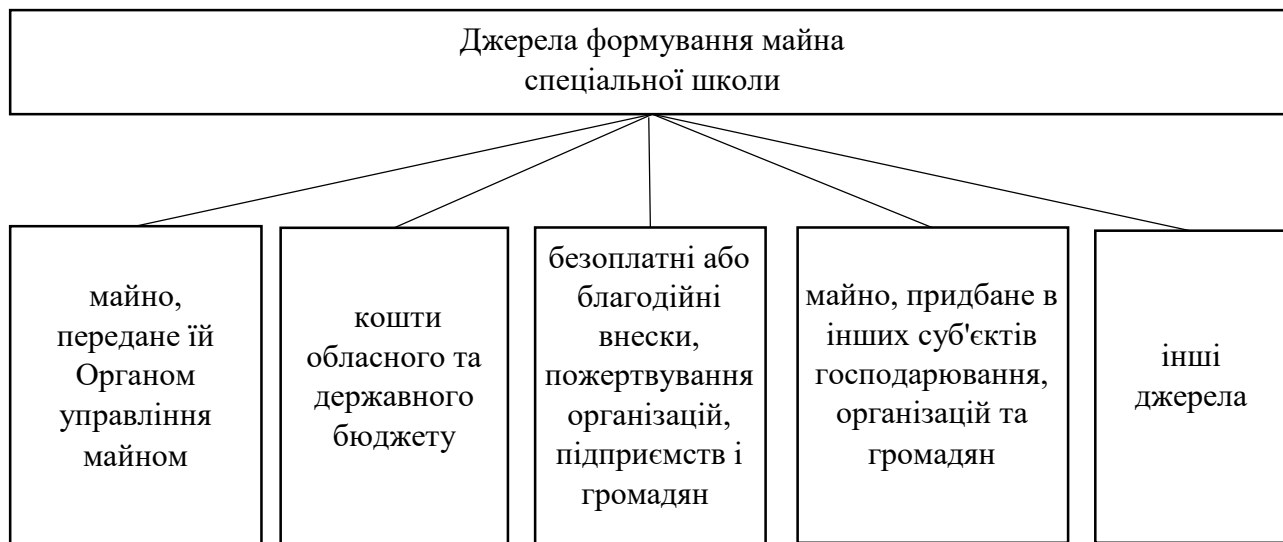 Джерела формування майна
спеціальної школи
майно,
передане їй
Органом
управління
майном
кошти
обласного та
державного
бюджету
безоплатні або
благодійні
внески,
пожертвування
організацій,
підприємств і
громадян
майно, придбане в
інших суб'єктів
господарювання,
організацій та
громадян
інші
джерела